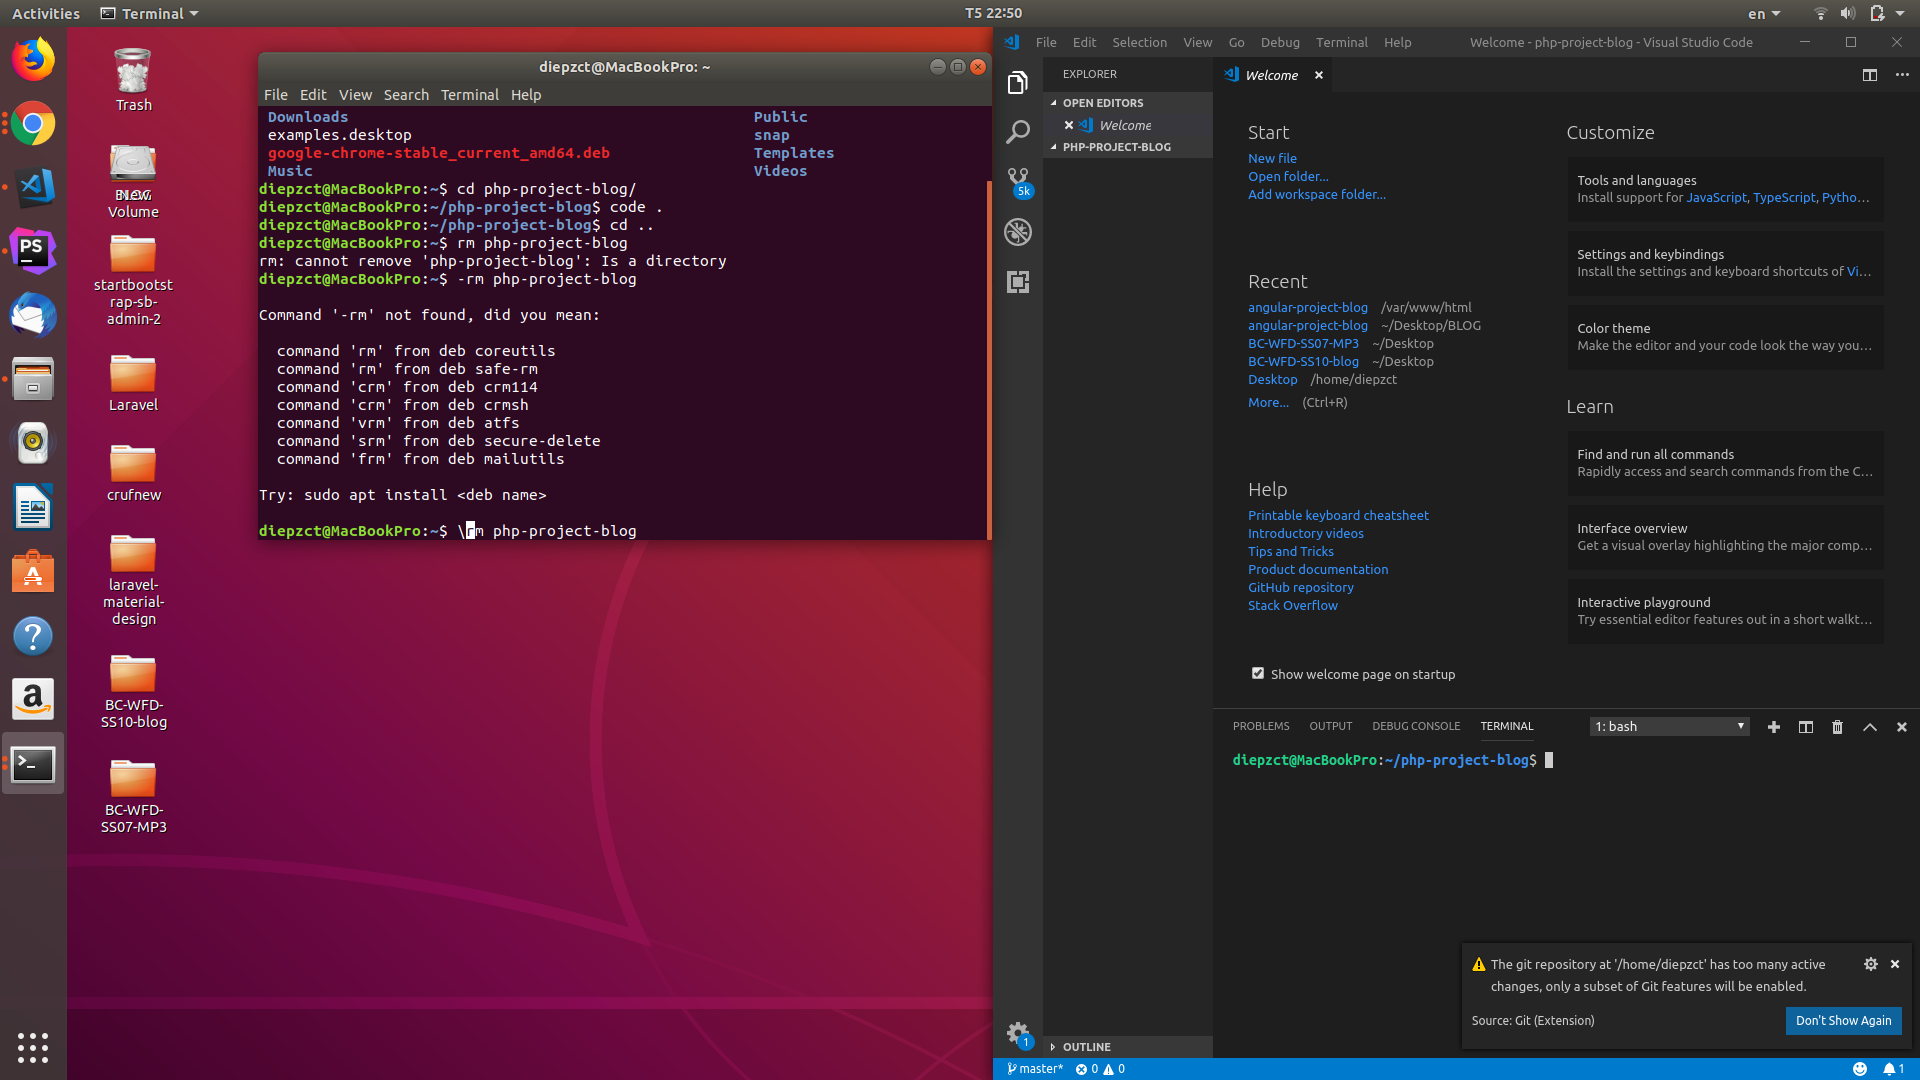 Activities
Terminal
T5 22:50
en
Trash
New
Volume
startbootst
rap-sb-
admin-2
Laravel
crufnew
laravel-
material-
design
BC-WFD-
SS10-blog
BC-WFD-
SS07-MP3
diepzct@MacBookPro: ~
File Edit View Search Terminal Help
Downloads Public
examples.desktop snap
google-chrome-stable_current_amd64.deb Templates
Music Videos
diepzct@MacBookPro:~$ cd php-project-blog/
diepzct@MacBookPro:~/php-project-blog$ code .
diepzct@MacBookPro:~/php-project-blog$ cd ..
diepzct@MacBookPro:~$ rm php-project-blog
rm: cannot remove 'php-project-blog': Is a directory
diepzct@MacBookPro:~$ -rm php-project-blog
Command '-rm' not found, did you mean:
command 'rm' from deb coreutils
command 'rm' from deb safe-rm
command 'crm' from deb crm114
command 'crm' from deb crmsh
command 'vrm' from deb atfs
command 'srm' from deb secure-delete
command 'frm' from deb mailutils
Try: sudo apt install <deb name>
diepzct@MacBookPro:~$ \rm php-project-blog
File Edit Selection View Go Debug Terminal Help
Welcome - php-project-blog - Visual Studio Code
EXPLORER
OPEN EDITORS
Welcome
PHP-PROJECT-BLOG
5k
1
OUTLINE
Welcome
Start
New file
Open folder...
Add workspace folder...
Recent
angular-project-blog /var/www/html
angular-project-blog ~/Desktop/BLOG
BC-WFD-SS07-MP3 ~/Desktop
BC-WFD-SS10-blog ~/Desktop
Desktop /home/diepzct
More... (Ctrl+R)
Help
Printable keyboard cheatsheet
Introductory videos
Tips and Tricks
Product documentation
GitHub repository
Stack Overflow
Show welcome page on startup
Customize
Tools and languages
Install support for JavaScript, TypeScript, Pytho...
Settings and keybindings
Install the settings and keyboard shortcuts of Vi...
Color theme
Make the editor and your code look the way you...
Learn
Find and run all commands
Rapidly access and search commands from the C...
Interface overview
Get a visual overlay highlighting the major comp...
Interactive playground
Try essential editor features out in a short walkt...
PROBLEMS OUTPUT DEBUG CONSOLE TERMINAL
1: bash
diepzct@MacBookPro:~/php-project-blog$
The git repository at '/home/diepzct' has too many active
changes, only a subset of Git features will be enabled.
Source: Git (Extension)
Don't Show Again
master* 0 0
1